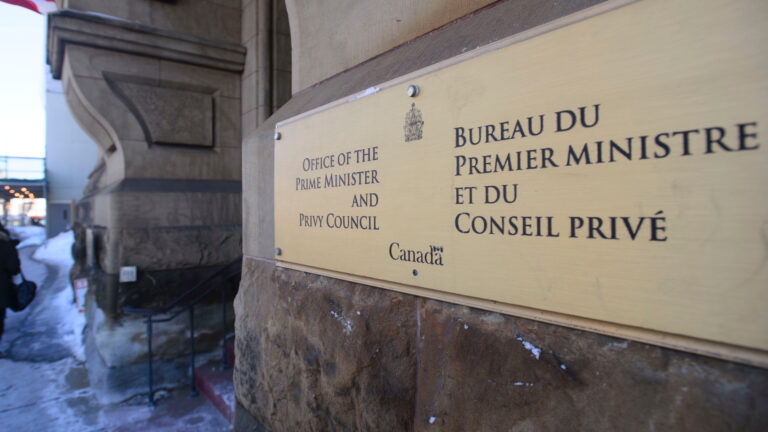 OFFICE OF THE
PRIME MINISTER
AND
PRIVY COUNCIL
BUREAU DU
PREMIER MINISTRE
ET DU
CONSEIL PRIVÉ
Canada